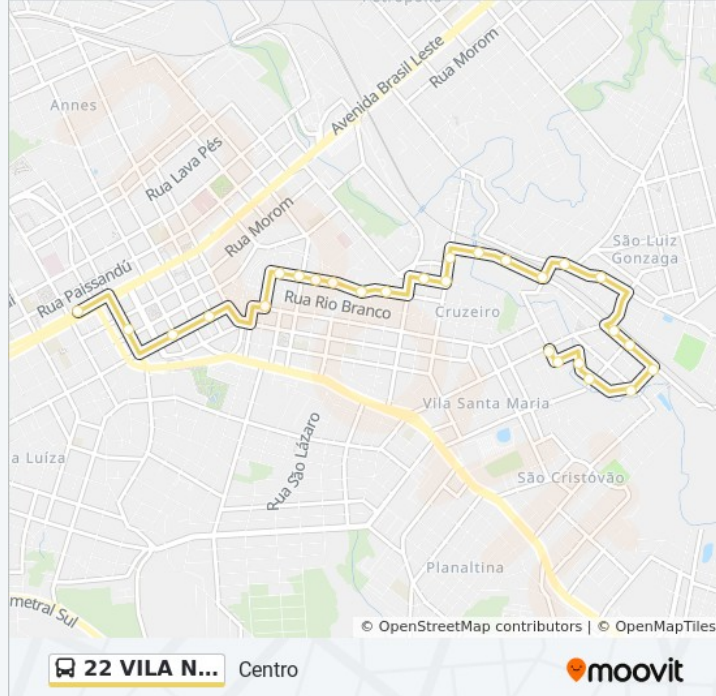 Annes
Rua Lava Pés
Avenida Brasil Leste
Rua Morom
Rua Morom
Rua Paissandú
São Luiz
Gonzaga
Rua Rio Branco
Cruzeiro
Vila Santa Maria
a Luíza
Rua São Lázaro
São Cristóvão
Planaltina
metral Sul
© OpenStreetMap contributors | © OpenMapTiles
22 VILA N...
Centro
moovit